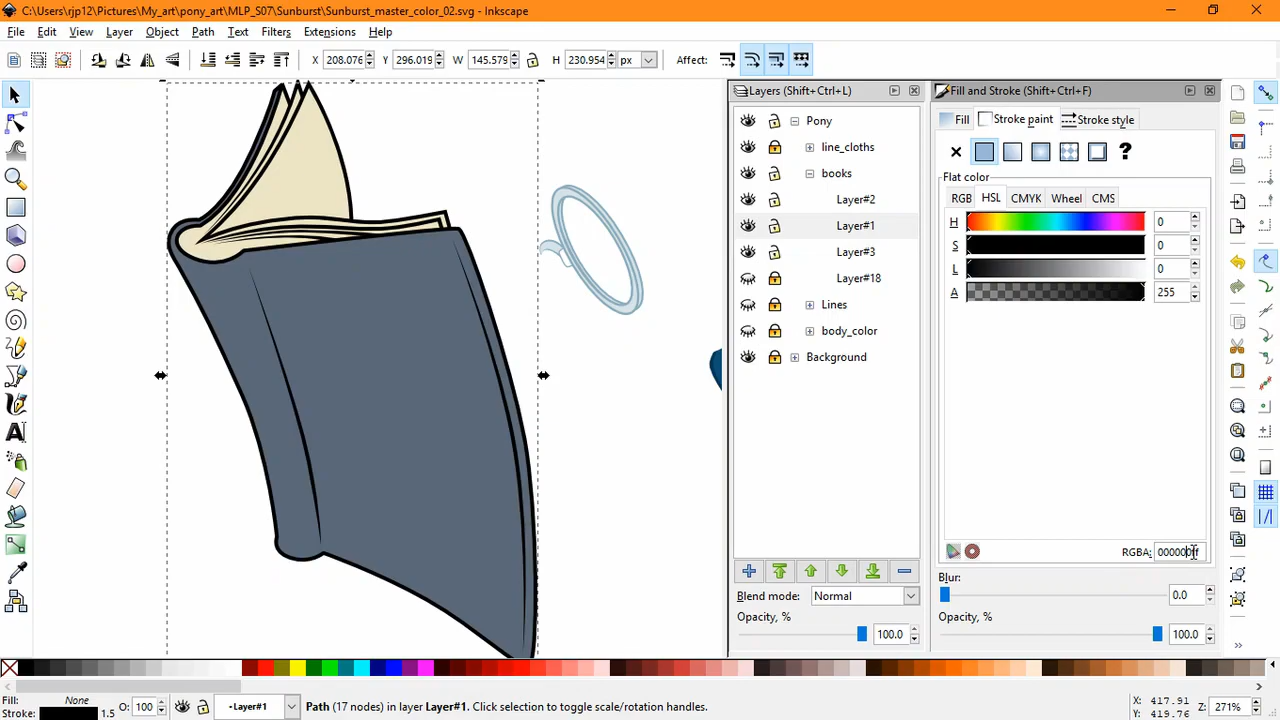 C:\Users\rjp12\Pictures\My_art\pony_art\MLP_S07\Sunburst\Sunburst_master_color_02.svg - Inkscape
File Edit View Layer Object Path Text Filters Extensions Help
X 208.076 Y 296.019 W 145.579 H 230.954 px Affect:
Layers (Shift+Ctrl+L)
Pony
line_cloths
books
Layer#2
Layer#1
Layer#3
Layer#18
Lines
body_color
Background
Blend mode: Normal
Opacity, %
100.0
Fill and Stroke (Shift+Ctrl+F)
Fill Stroke paint Stroke style
?
Flat color
RGB HSL CMYK Wheel CMS
H 0
S 0
L 0
A 255
RGBA: 000000ff
Blur:
0.0
Opacity, %
100.0
Fill: None
Stroke: 1.5
O: 100
•Layer#1
Path (17 nodes) in layer Layer#1. Click selection to toggle scale/rotation handles.
X: 417.91
Y: 419.76
Z: 271%